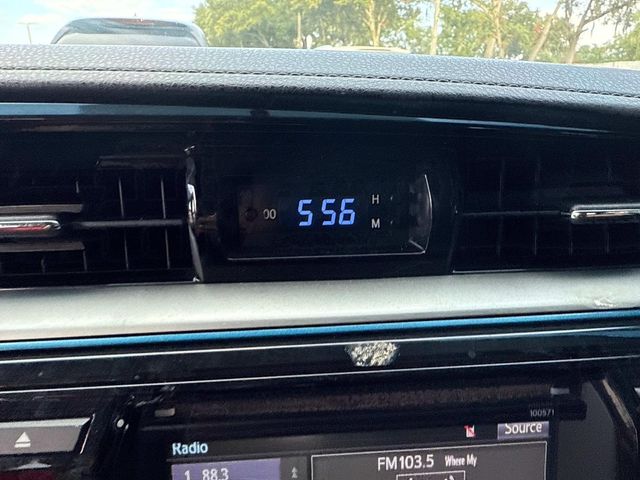 00 5 56 H
M
100571
Source
Radio
FM103.5 Where My
1 88.3